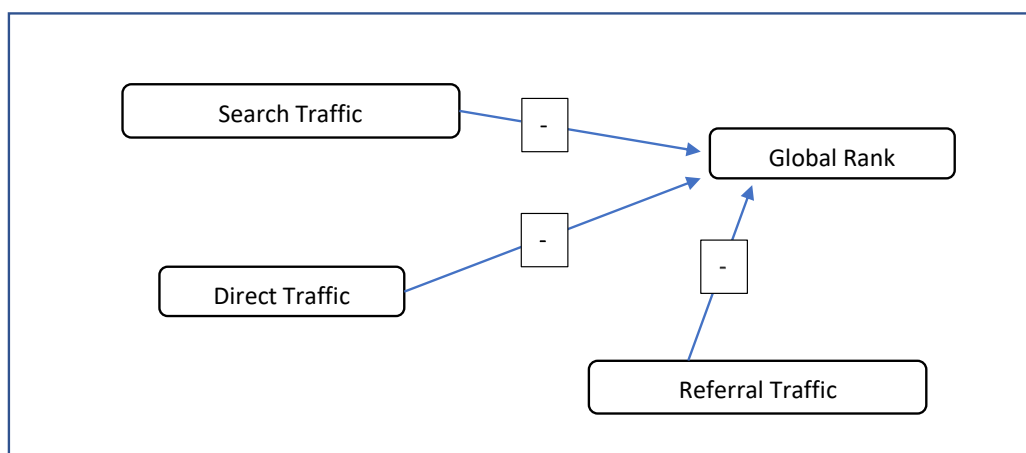 Search Traffic
-
Global Rank
-
Direct Traffic
-
Referral Traffic